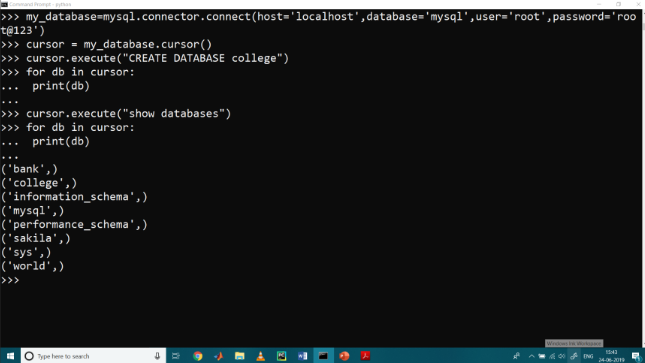 Command Prompt - python
>>> my_database=mysql.connector.connect(host='localhost',database='mysql',user='root',password='roo
t@123')
>>> cursor = my_database.cursor()
>>> cursor.execute("CREATE DATABASE college")
>>> for db in cursor:
...  print(db)
...
>>> cursor.execute("show databases")
>>> for db in cursor:
...  print(db)
...
('bank',)
('college',)
('information_schema',)
('mysql',)
('performance_schema',)
('sakila',)
('sys',)
('world',)
>>>
Windows Ink Workspace
Type here to search
ENG
15:43
24-06-2019